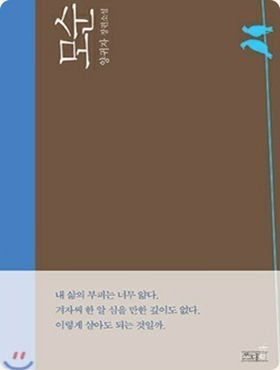 모순
양귀자 장편소설
내 삶의 부피는 너무 얇다.
겨자씨 한 알 심을 만한 깊이도 없다.
이렇게 살아도 되는 것일까.
쓰다